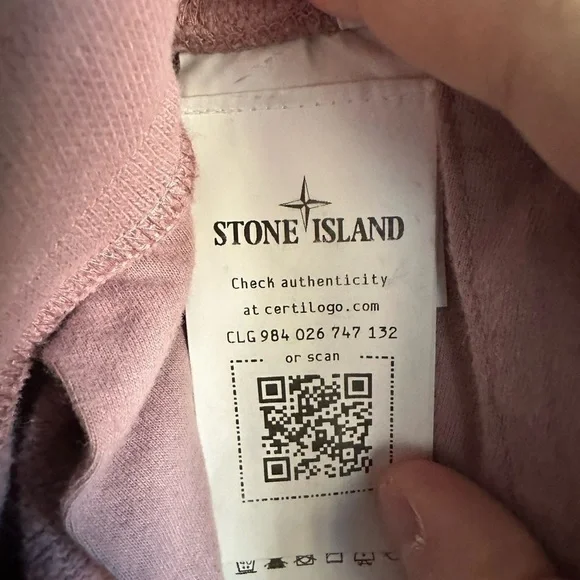 STONE ISLAND
Check authenticity
at certilogo.com
CLG 984 026 747 132
or scan